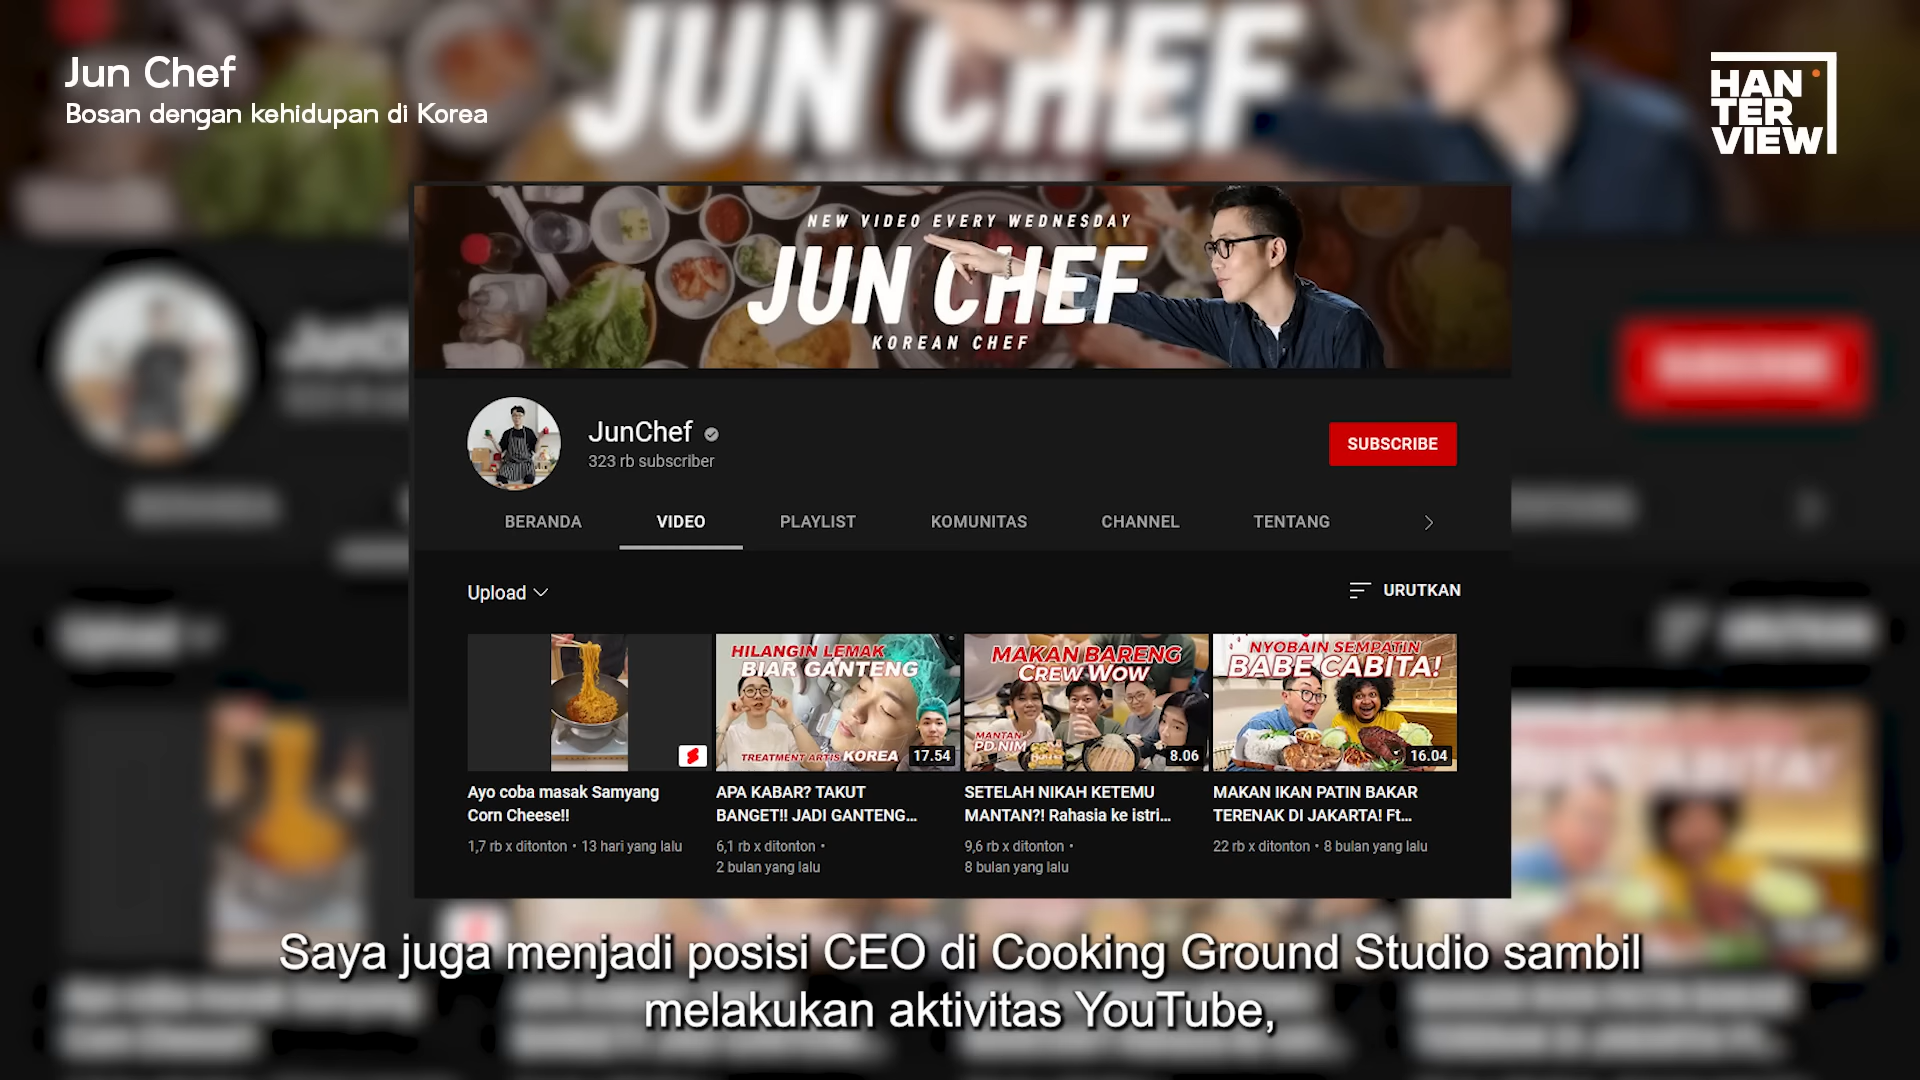 Jun Chef
Bosan dengan kehidupan di Korea
HAN
TER
VIEW
JUN CHEF
NEW VIDEO EVERY WEDNESDAY
JUN CHEF
KOREAN CHEF
JunChef
323 rb subscriber
SUBSCRIBE
BERANDA VIDEO PLAYLIST KOMUNITAS CHANNEL TENTANG
Upload
URUTKAN
HILANGIN LEMAK
BIAR GANTENG
TREATMENT ARTIS KOREA
17.54
MAKAN BARENG
CREW WOW
MANTAN
PD NIM
8.06
NYOBAIN SEMPATIN
BABE CABITA!
16.04
Ayo coba masak Samyang
Corn Cheese!!
1,7 rb x ditonton • 13 hari yang lalu
APA KABAR? TAKUT
BANGET!! JADI GANTENG...
6,1 rb x ditonton •
2 bulan yang lalu
SETELAH NIKAH KETEMU
MANTAN?! Rahasia ke istri...
9,6 rb x ditonton •
8 bulan yang lalu
MAKAN IKAN PATIN BAKAR
TERENAK DI JAKARTA! Ft...
22 rb x ditonton • 8 bulan yang lalu
Saya juga menjadi posisi CEO di Cooking Ground Studio sambil
melakukan aktivitas YouTube,